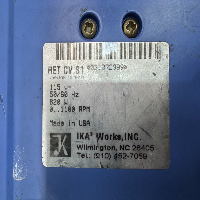 RET CV S1
115 V~
50/60 Hz
820 W
0..1100 RPM
Made in USA
IKA® Works, INC.
Wilmington, NC 28405
Tel: (910) 452-7059